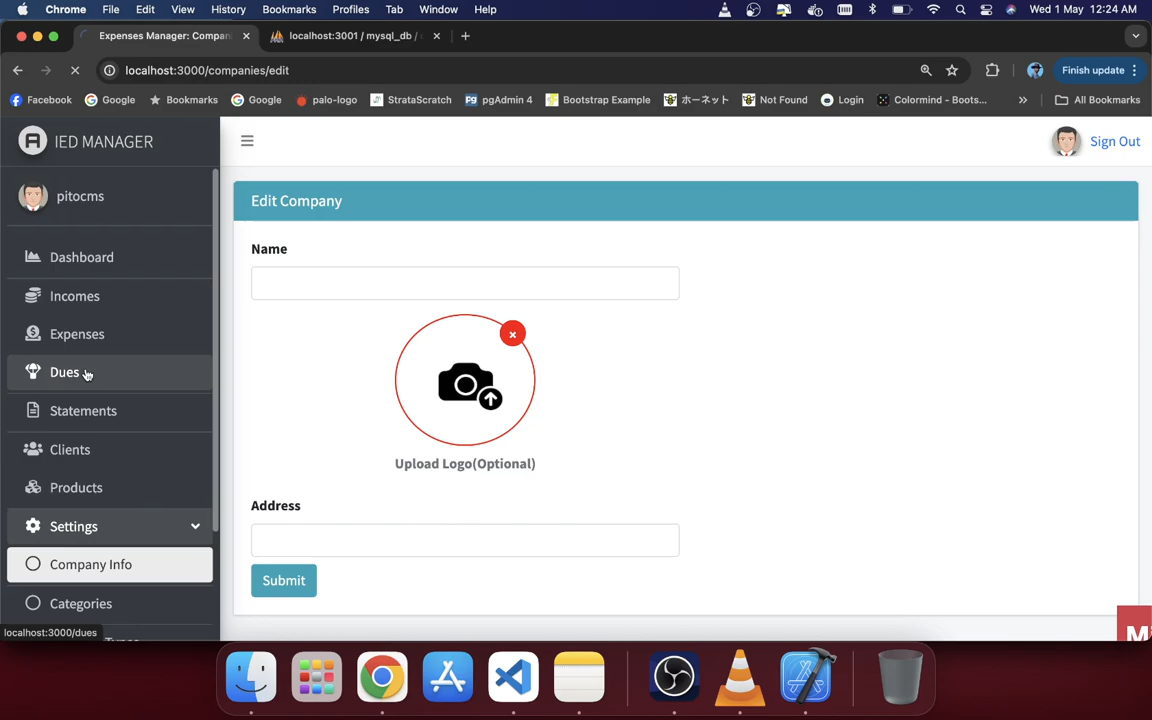 Chrome File Edit View History Bookmarks Profiles Tab Window Help Wed 1 May 12:24 AM
Expenses Manager: Compani localhost:3001 / mysql_db /
localhost:3000/companies/edit Finish update
Facebook Google Bookmarks Google palo-logo StrataScratch pgAdmin 4 Bootstrap Example ホーネット Not Found Login Colormind - Boots... » All Bookmarks
IED MANAGER
Sign Out
pitocms
Edit Company
Name
Dashboard
Incomes
Expenses
Dues
Statements
Upload Logo(Optional)
Clients
Products
Address
Settings
Company Info
Submit
Categories
localhost:3000/dues